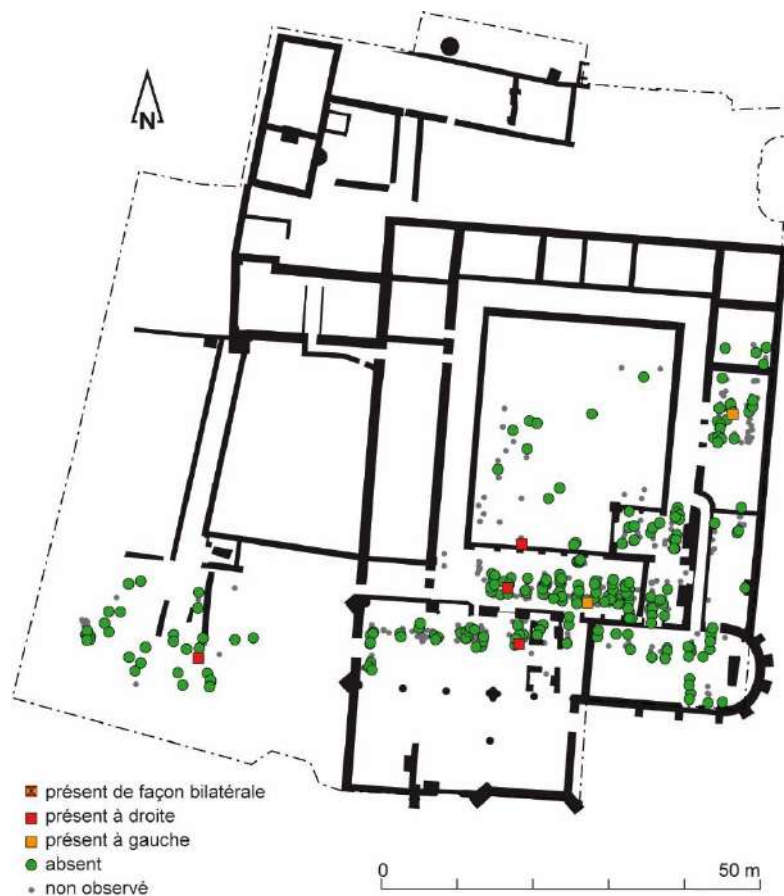 N
présent de façon bilatérale
présent à droite
présent à gauche
absent
non observé
0 50 m